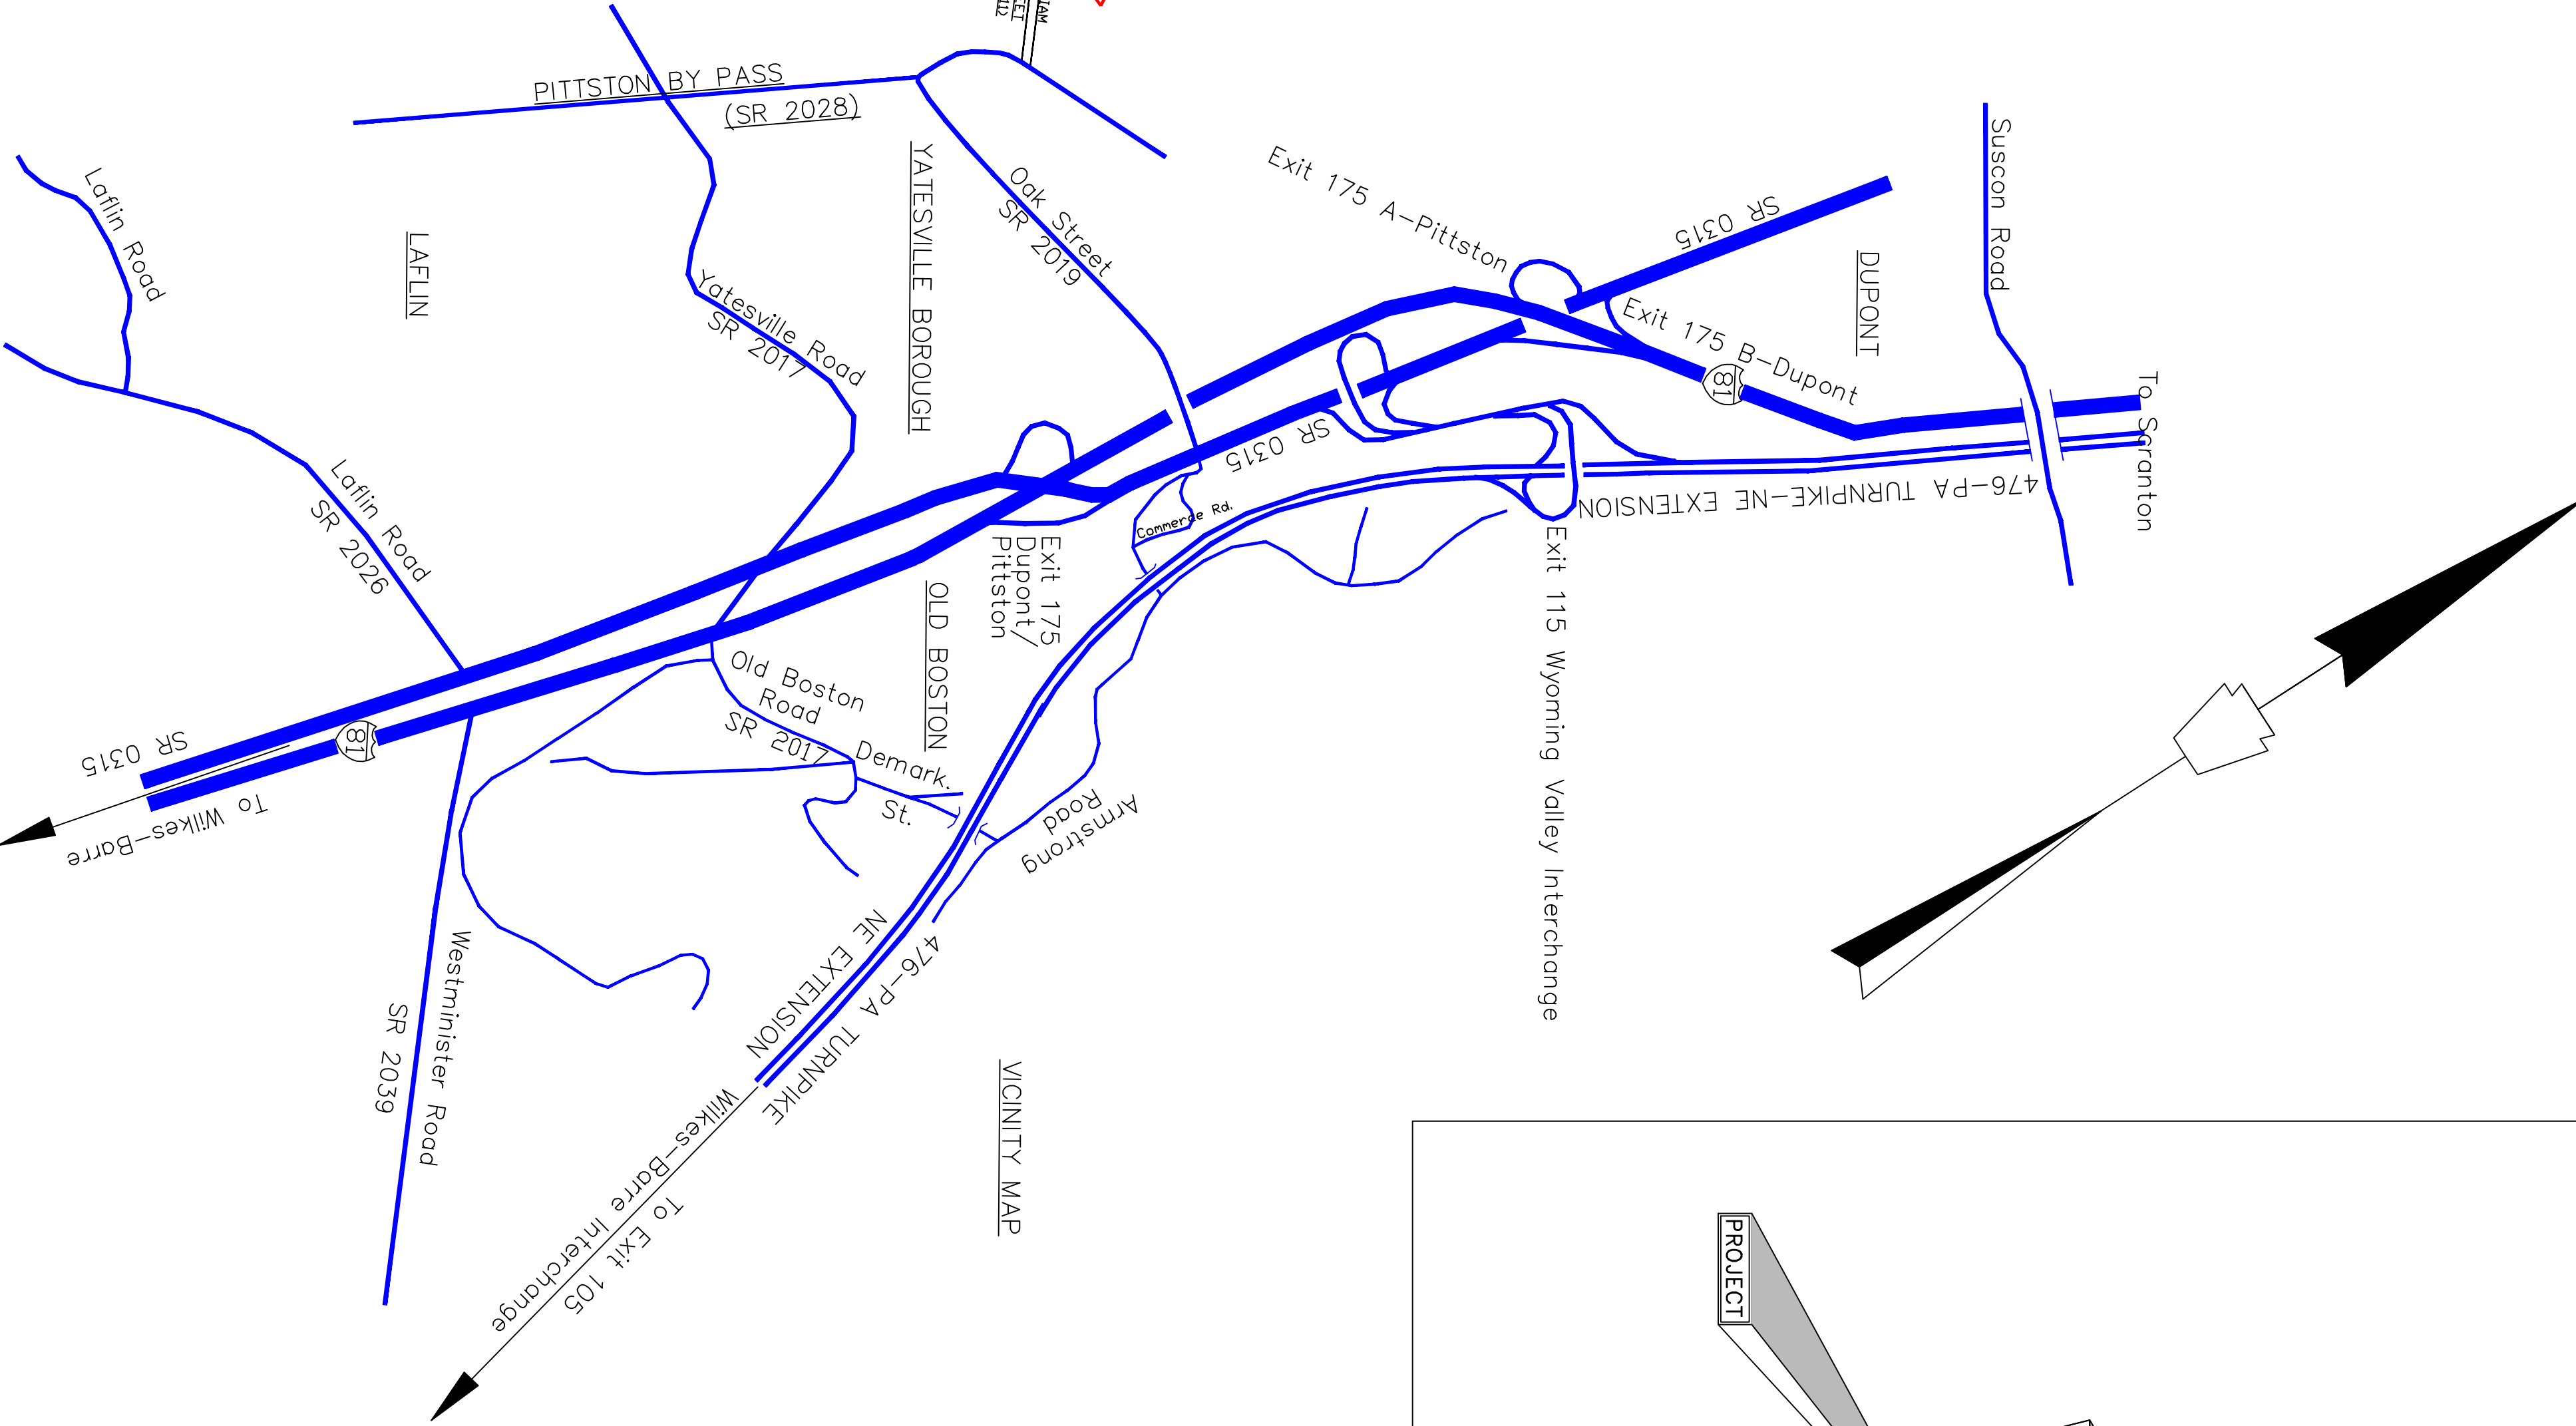 PITTSTON BY PASS
(SR 2028)
Laflin Road
LAFLIN
YATESVILLE BOROUGH
Oak Street
SR 2019
Yatesville Road
SR 2017
Exit 175 A-Pittston
SR 0315
Exit 175 B-Dupont
DUPONT
Suscon Road
81
To Scranton
476-PA TURNPIKE-NE EXTENSION
SR 0315
Commerce Rd.
Exit 175
Dupont/
Pittston
Exit 115 Wyoming Valley Interchange
Laflin Road
SR 2026
OLD BOSTON
Old Boston
Road
SR 2017
Demark.
St.
Armstrong
Road
SR 0315
81
To Wilkes-Barre
Westminister Road
SR 2039
476-PA TURNPIKE
NE EXTENSION
To Exit 105
Wilkes-Barre Interchange
VICINITY MAP
PROJECT